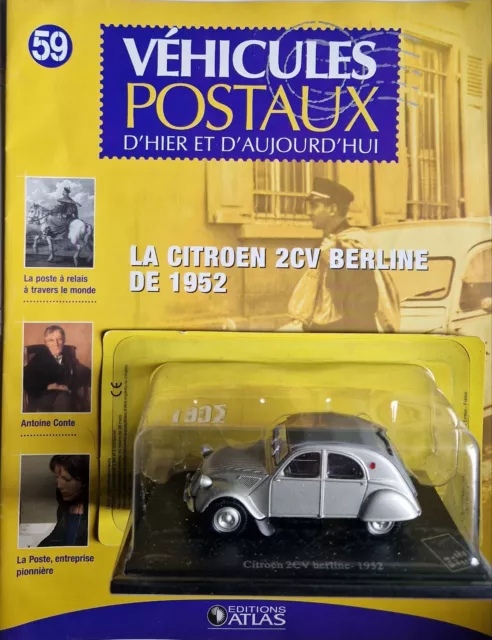 59
VÉHICULES
POSTAUX
D'HIER ET D'AUJOURD'HUI
LA CITROEN 2CV BERLINE
DE 1952
La poste à relais
à travers le monde
Antoine Conte
La Poste, entreprise
pionnière
CE
Citroën 2CV berline - 1952
EDITIONS
ATLAS